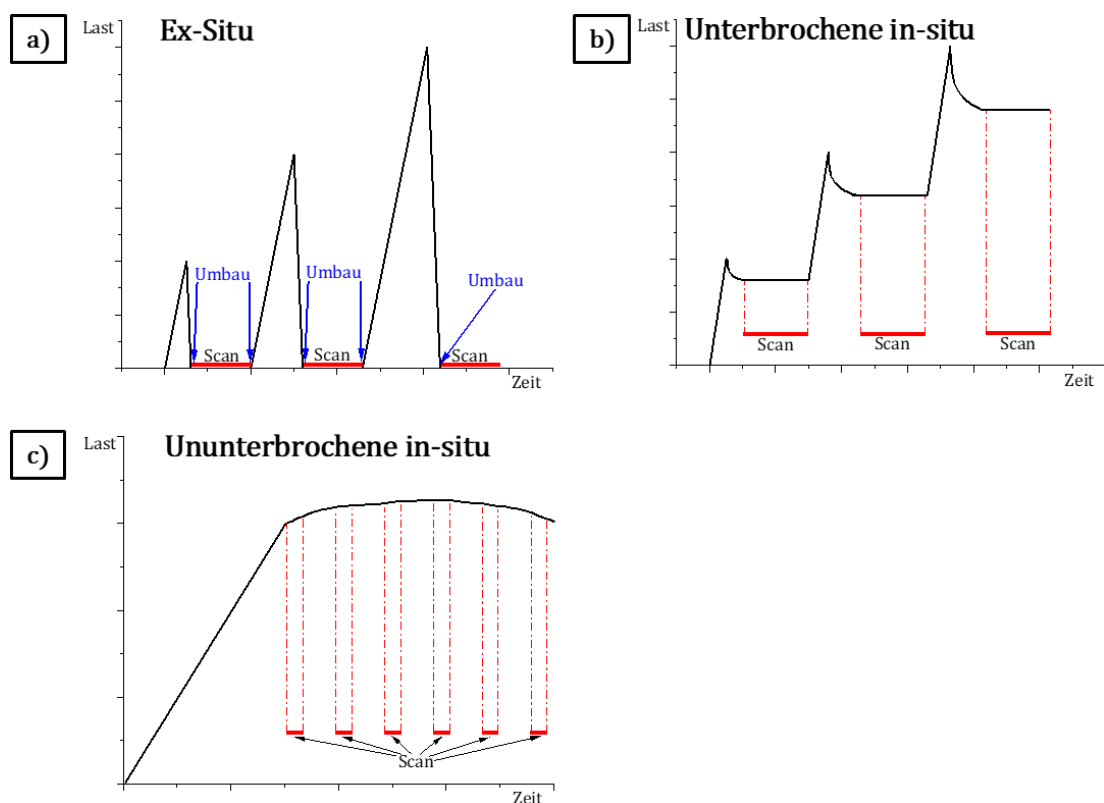 a)
Last
Ex-Situ
Umbau
Umbau
Umbau
Scan
Scan
Scan
Zeit
b)
Last
Unterbrochene in-situ
Scan
Scan
Scan
Zeit
c)
Last
Ununterbrochene in-situ
Scan
Zeit